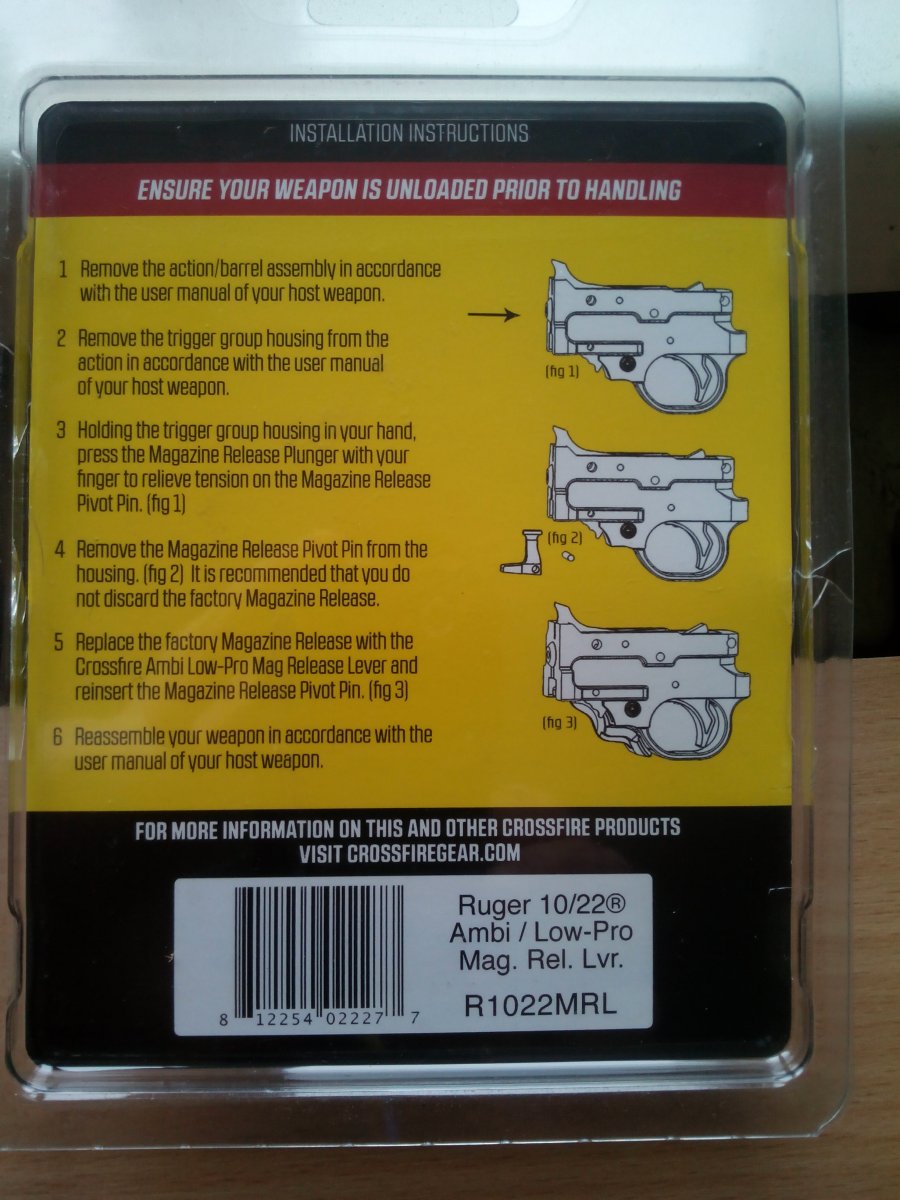 INSTALLATION INSTRUCTIONS
ENSURE YOUR WEAPON IS UNLOADED PRIOR TO HANDLING
1 Remove the action/barrel assembly in accordance
with the user manual of your host weapon.
2 Remove the trigger group housing from the
action in accordance with the user manual
of your host weapon.
3 Holding the trigger group housing in your hand,
press the Magazine Release Plunger with your
finger to relieve tension on the Magazine Release
Pivot Pin. (fig 1)
4 Remove the Magazine Release Pivot Pin from the
housing. (fig 2) It is recommended that you do
not discard the factory Magazine Release.
5 Replace the factory Magazine Release with the
Crossfire Ambi Low-Pro Mag Release Lever and
reinsert the Magazine Release Pivot Pin. (fig 3)
6 Reassemble your weapon in accordance with the
user manual of your host weapon.
(fig 1)
(fig 2)
(fig 3)
FOR MORE INFORMATION ON THIS AND OTHER CROSSFIRE PRODUCTS
VISIT CROSSFIREGEAR.COM
8 12254 02227 7
Ruger 10/22®
Ambi / Low-Pro
Mag. Rel. Lvr.
R1022MRL